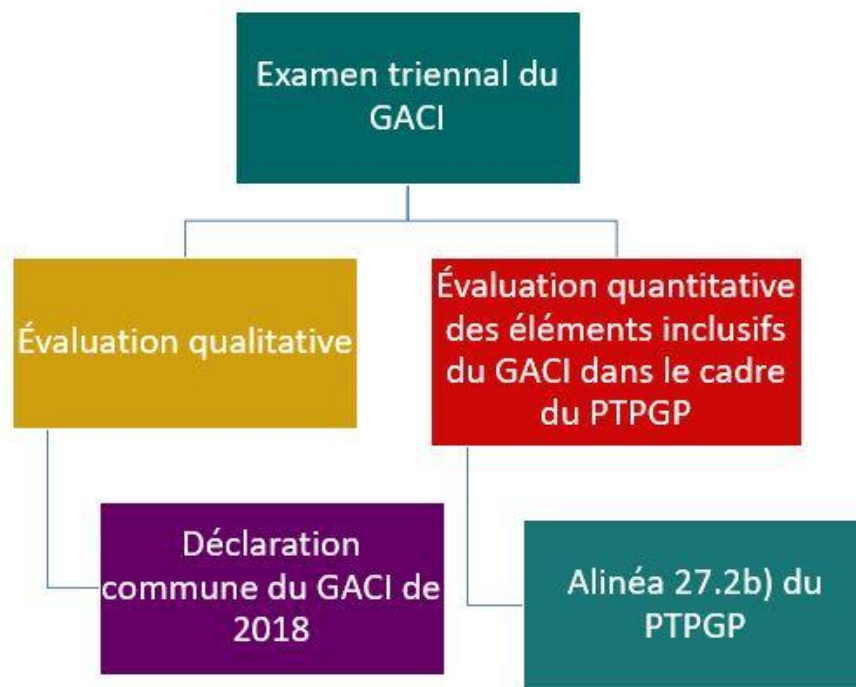 Examen triennal du
GACI
Évaluation qualitative
Évaluation quantitative
des éléments inclusifs
du GACI dans le cadre
du PTPGP
Déclaration
commune du GACI de
2018
Alinéa 27.2b) du
PTPGP